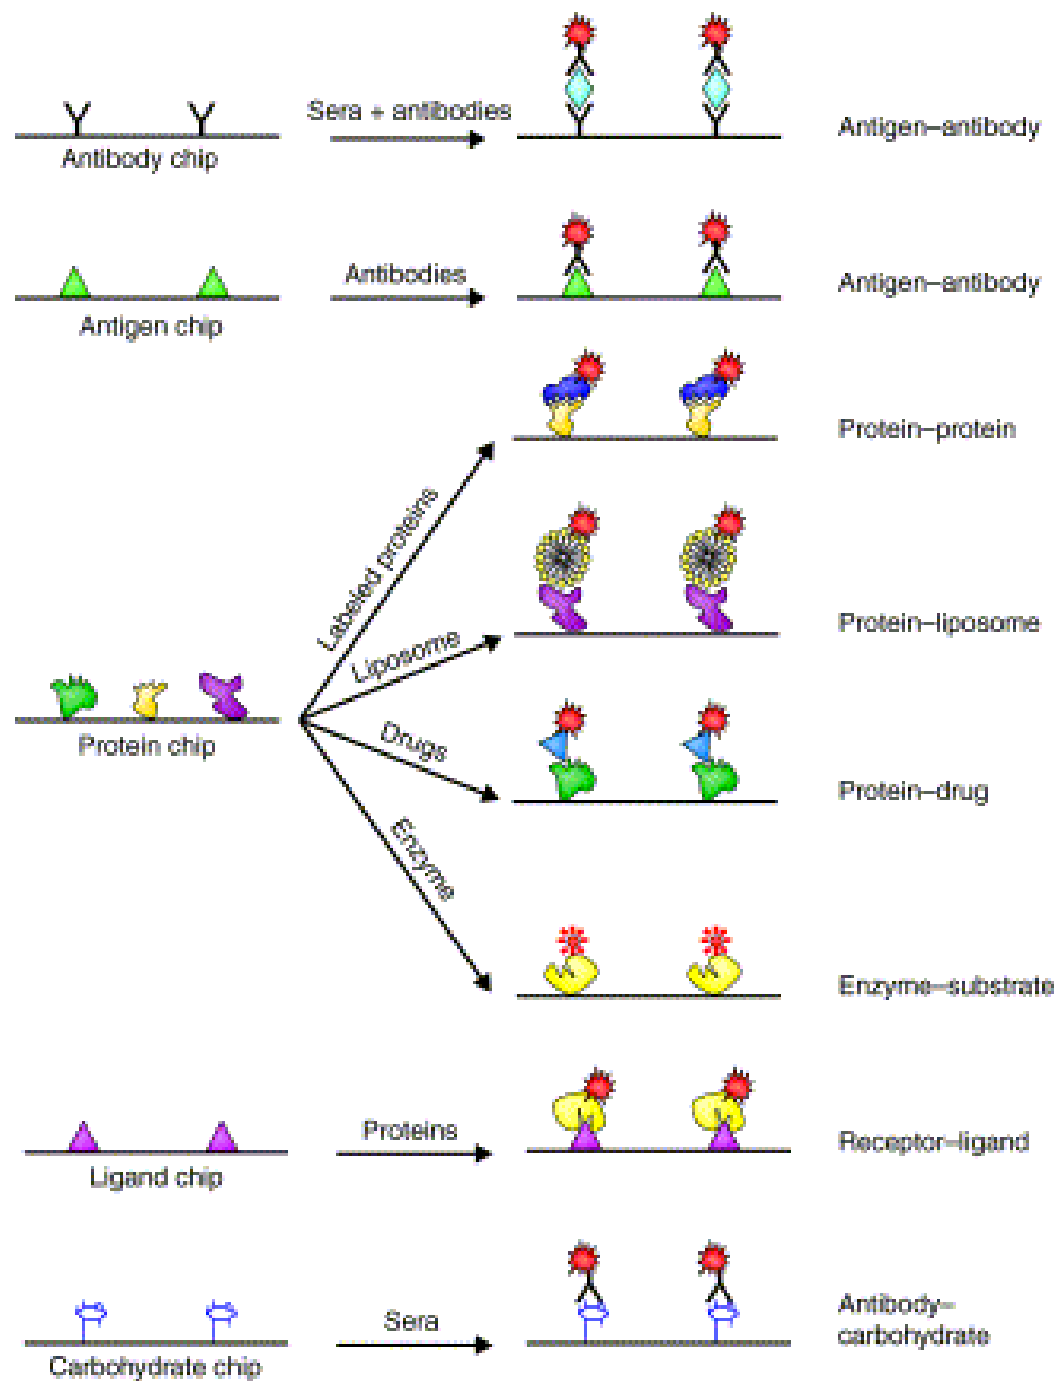 Sera + antibodies
Antigen–antibody
Antibody chip
Antibodies
Antigen–antibody
Antigen chip
Protein–protein
Labeled proteins
Liposome
Protein–liposome
Protein chip
Drugs
Protein–drug
Enzyme
Enzyme–substrate
Proteins
Receptor–ligand
Ligand chip
Sera
Antibody–
carbohydrate
Carbohydrate chip